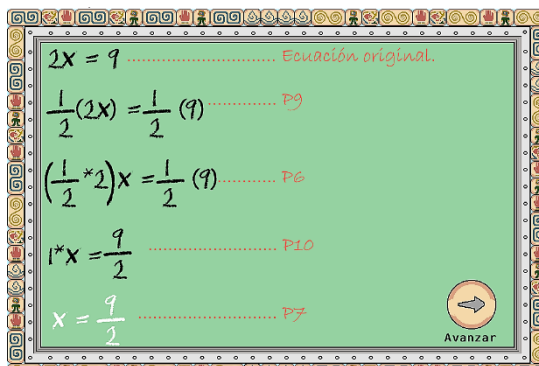 2x = 9 ............................ Ecuación original.
1/2 (2x) = 1/2 (9) ............. P9
(1/2 * 2)x = 1/2 (9) ........... P6
1*x = 9/2 ........................ P10
x = 9/2 .......................... P7
Avanzar